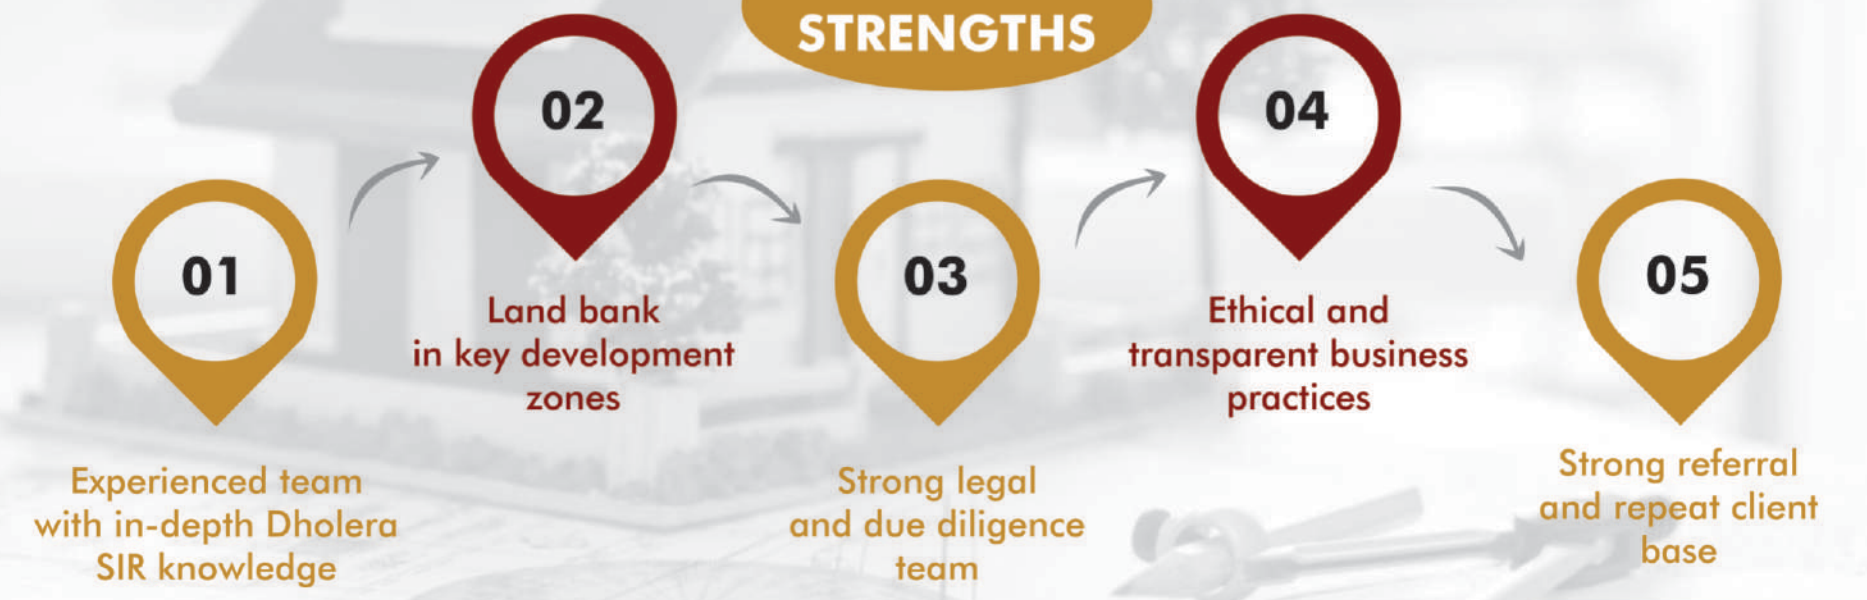 STRENGTHS
01
Experienced team
with in-depth Dholera
SIR knowledge
02
Land bank
in key development
zones
03
Strong legal
and due diligence
team
04
Ethical and
transparent business
practices
05
Strong referral
and repeat client
base